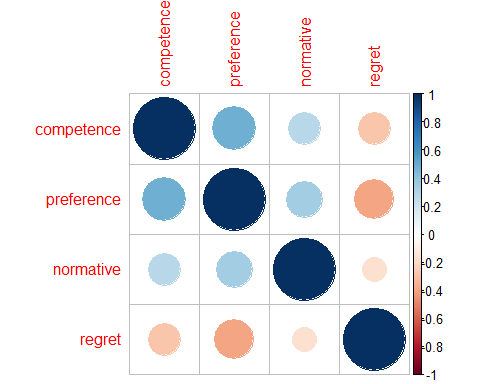 competence
preference
normative
regret
competence
preference
normative
regret
1
0.8
0.6
0.4
0.2
0
-0.2
-0.4
-0.6
-0.8
-1